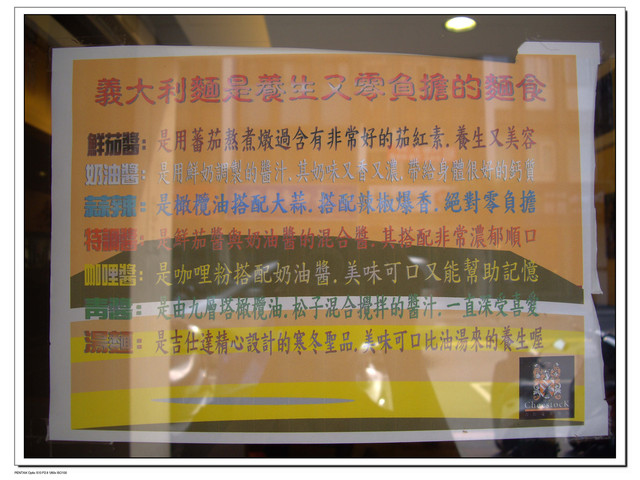 義大利麵是養生又零負擔的麵食
鮮茄醬: 是用蕃茄熬煮燉過含有非常好的茄紅素.養生又美容
奶油醬: 是用鮮奶調製的醬汁.其奶味又香又濃.帶給身體很好的鈣質
蒜辣: 是橄欖油搭配大蒜.搭配辣椒爆香.絕對零負擔
特調醬: 是鮮茄醬與奶油醬的混合醬.其搭配非常濃郁順口
咖哩醬: 是咖哩粉搭配奶油醬.美味可口又能幫助記憶
青醬: 是由九層塔橄欖油.松子混合攪拌的醬汁.一直深受喜愛
湯麵: 是吉仕達精心設計的寒冬聖品.美味可口比油湯來的養生喔